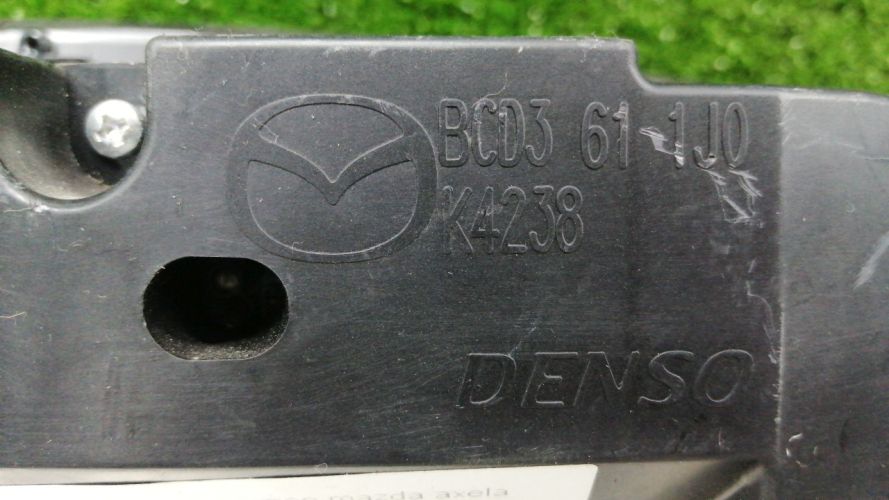 BCD3 61-1J0
K4238
DENSO
mazda axela